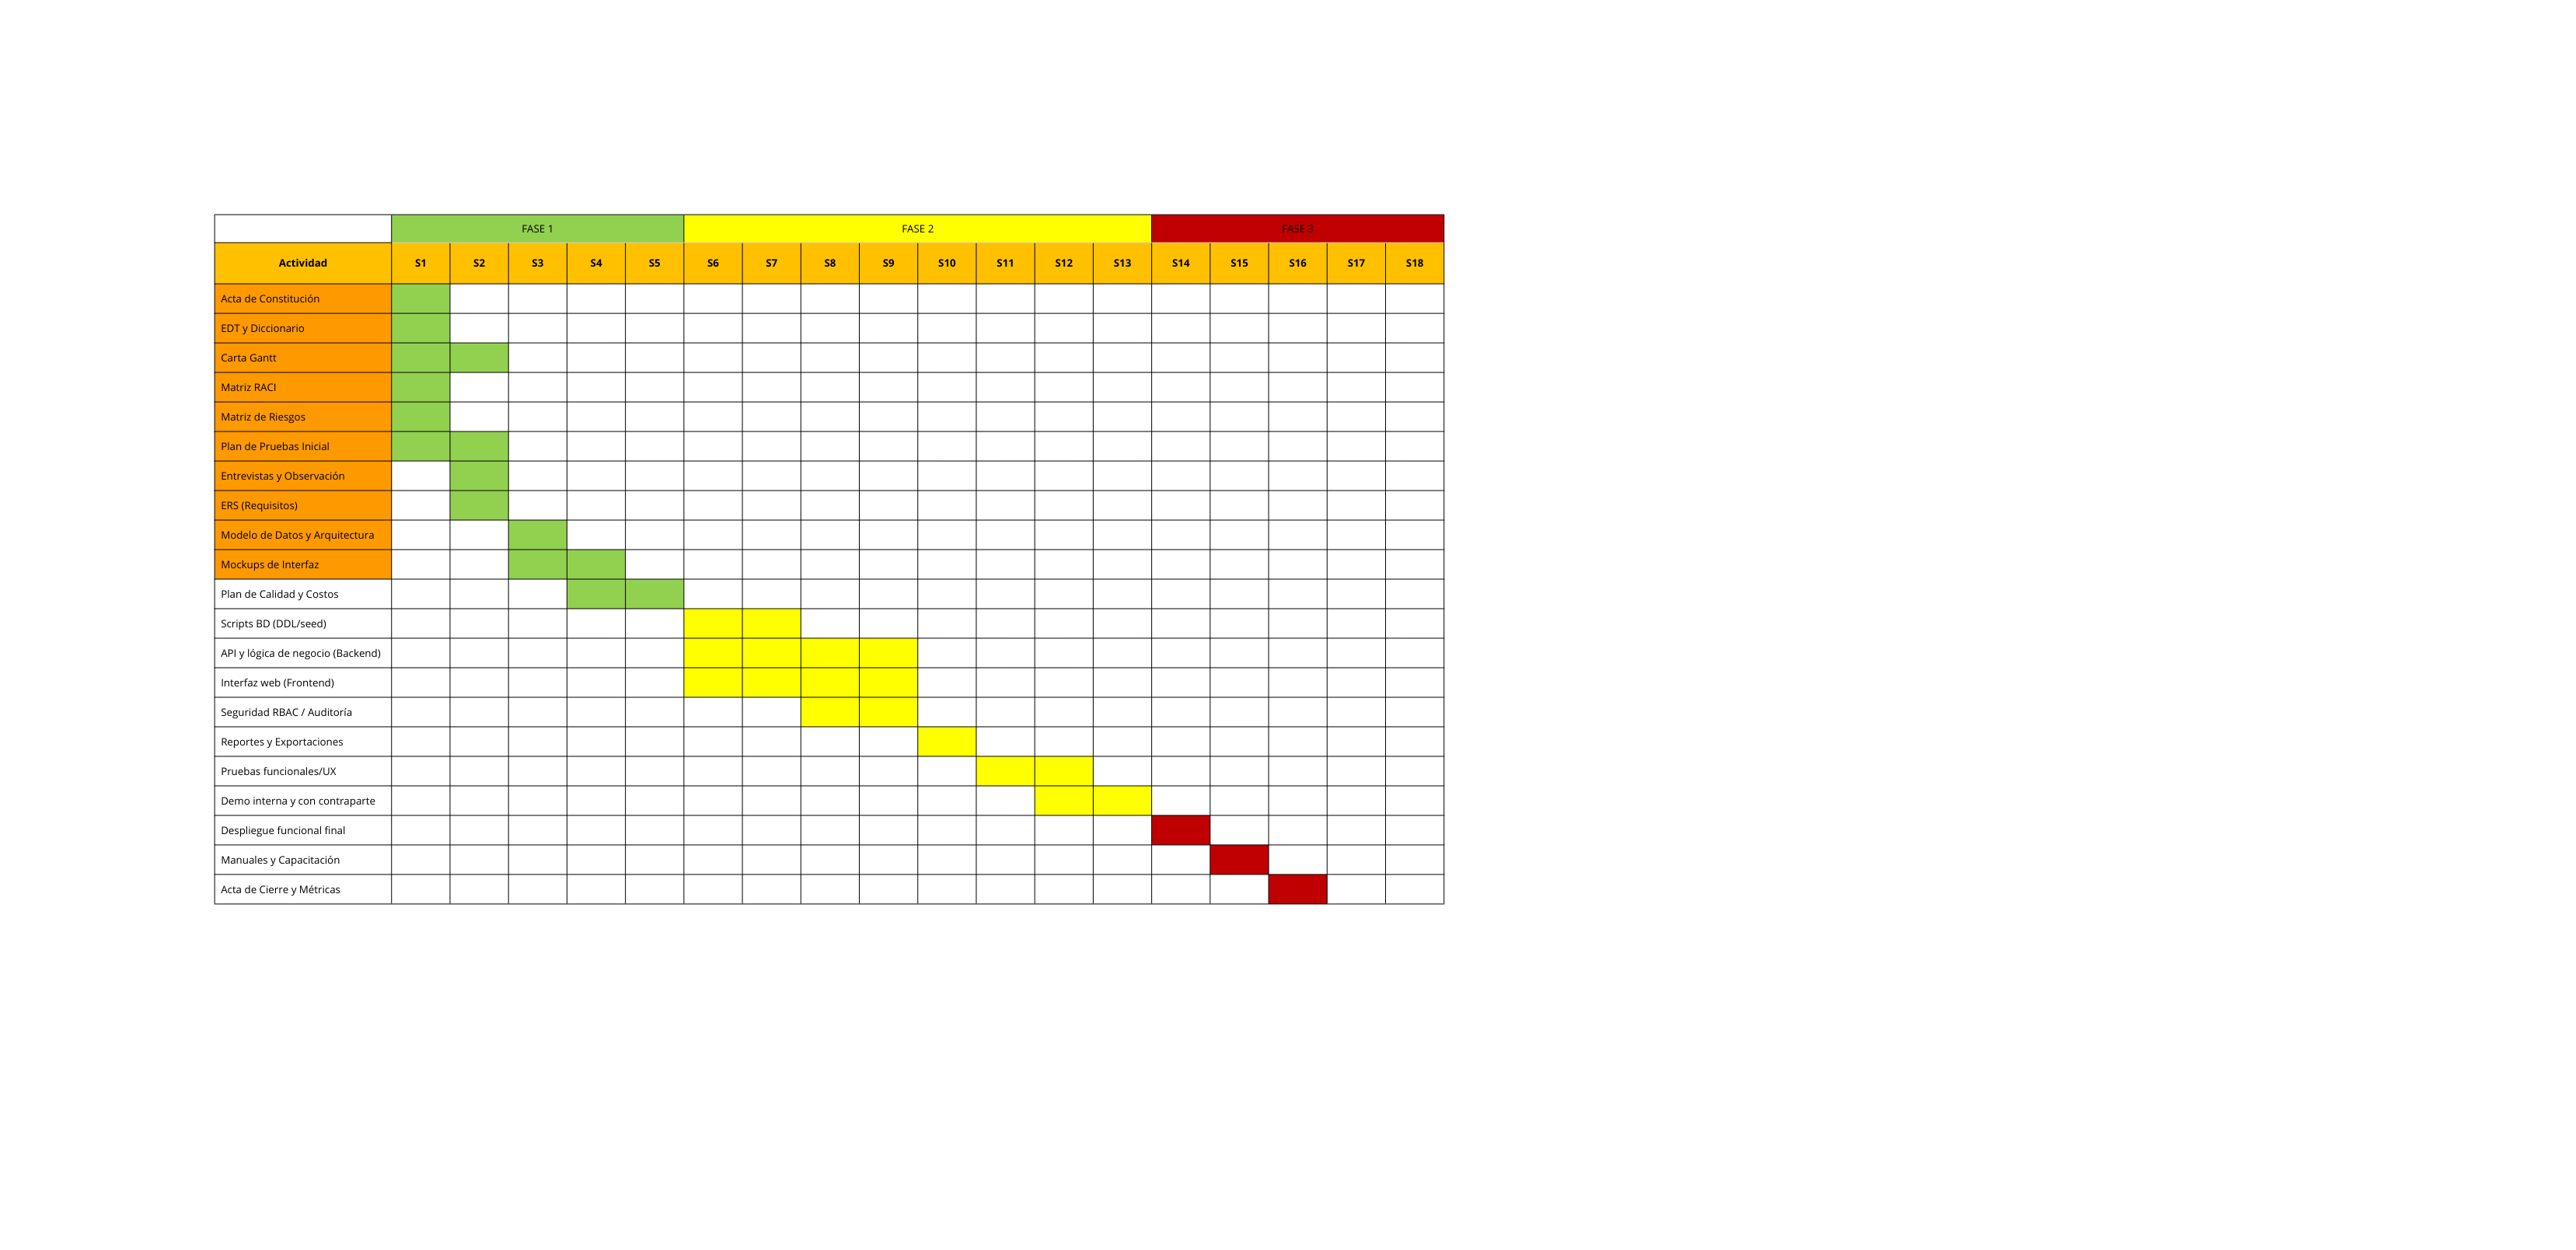 FASE 1 FASE 2 FASE 3
Actividad S1 S2 S3 S4 S5 S6 S7 S8 S9 S10 S11 S12 S13 S14 S15 S16 S17 S18
Acta de Constitución
EDT y Diccionario
Carta Gantt
Matriz RACI
Matriz de Riesgos
Plan de Pruebas Inicial
Entrevistas y Observación
ERS (Requisitos)
Modelo de Datos y Arquitectura
Mockups de Interfaz
Plan de Calidad y Costos
Scripts BD (DDL/seed)
API y lógica de negocio (Backend)
Interfaz web (Frontend)
Seguridad RBAC / Auditoría
Reportes y Exportaciones
Pruebas funcionales/UX
Demo interna y con contraparte
Despliegue funcional final
Manuales y Capacitación
Acta de Cierre y Métricas